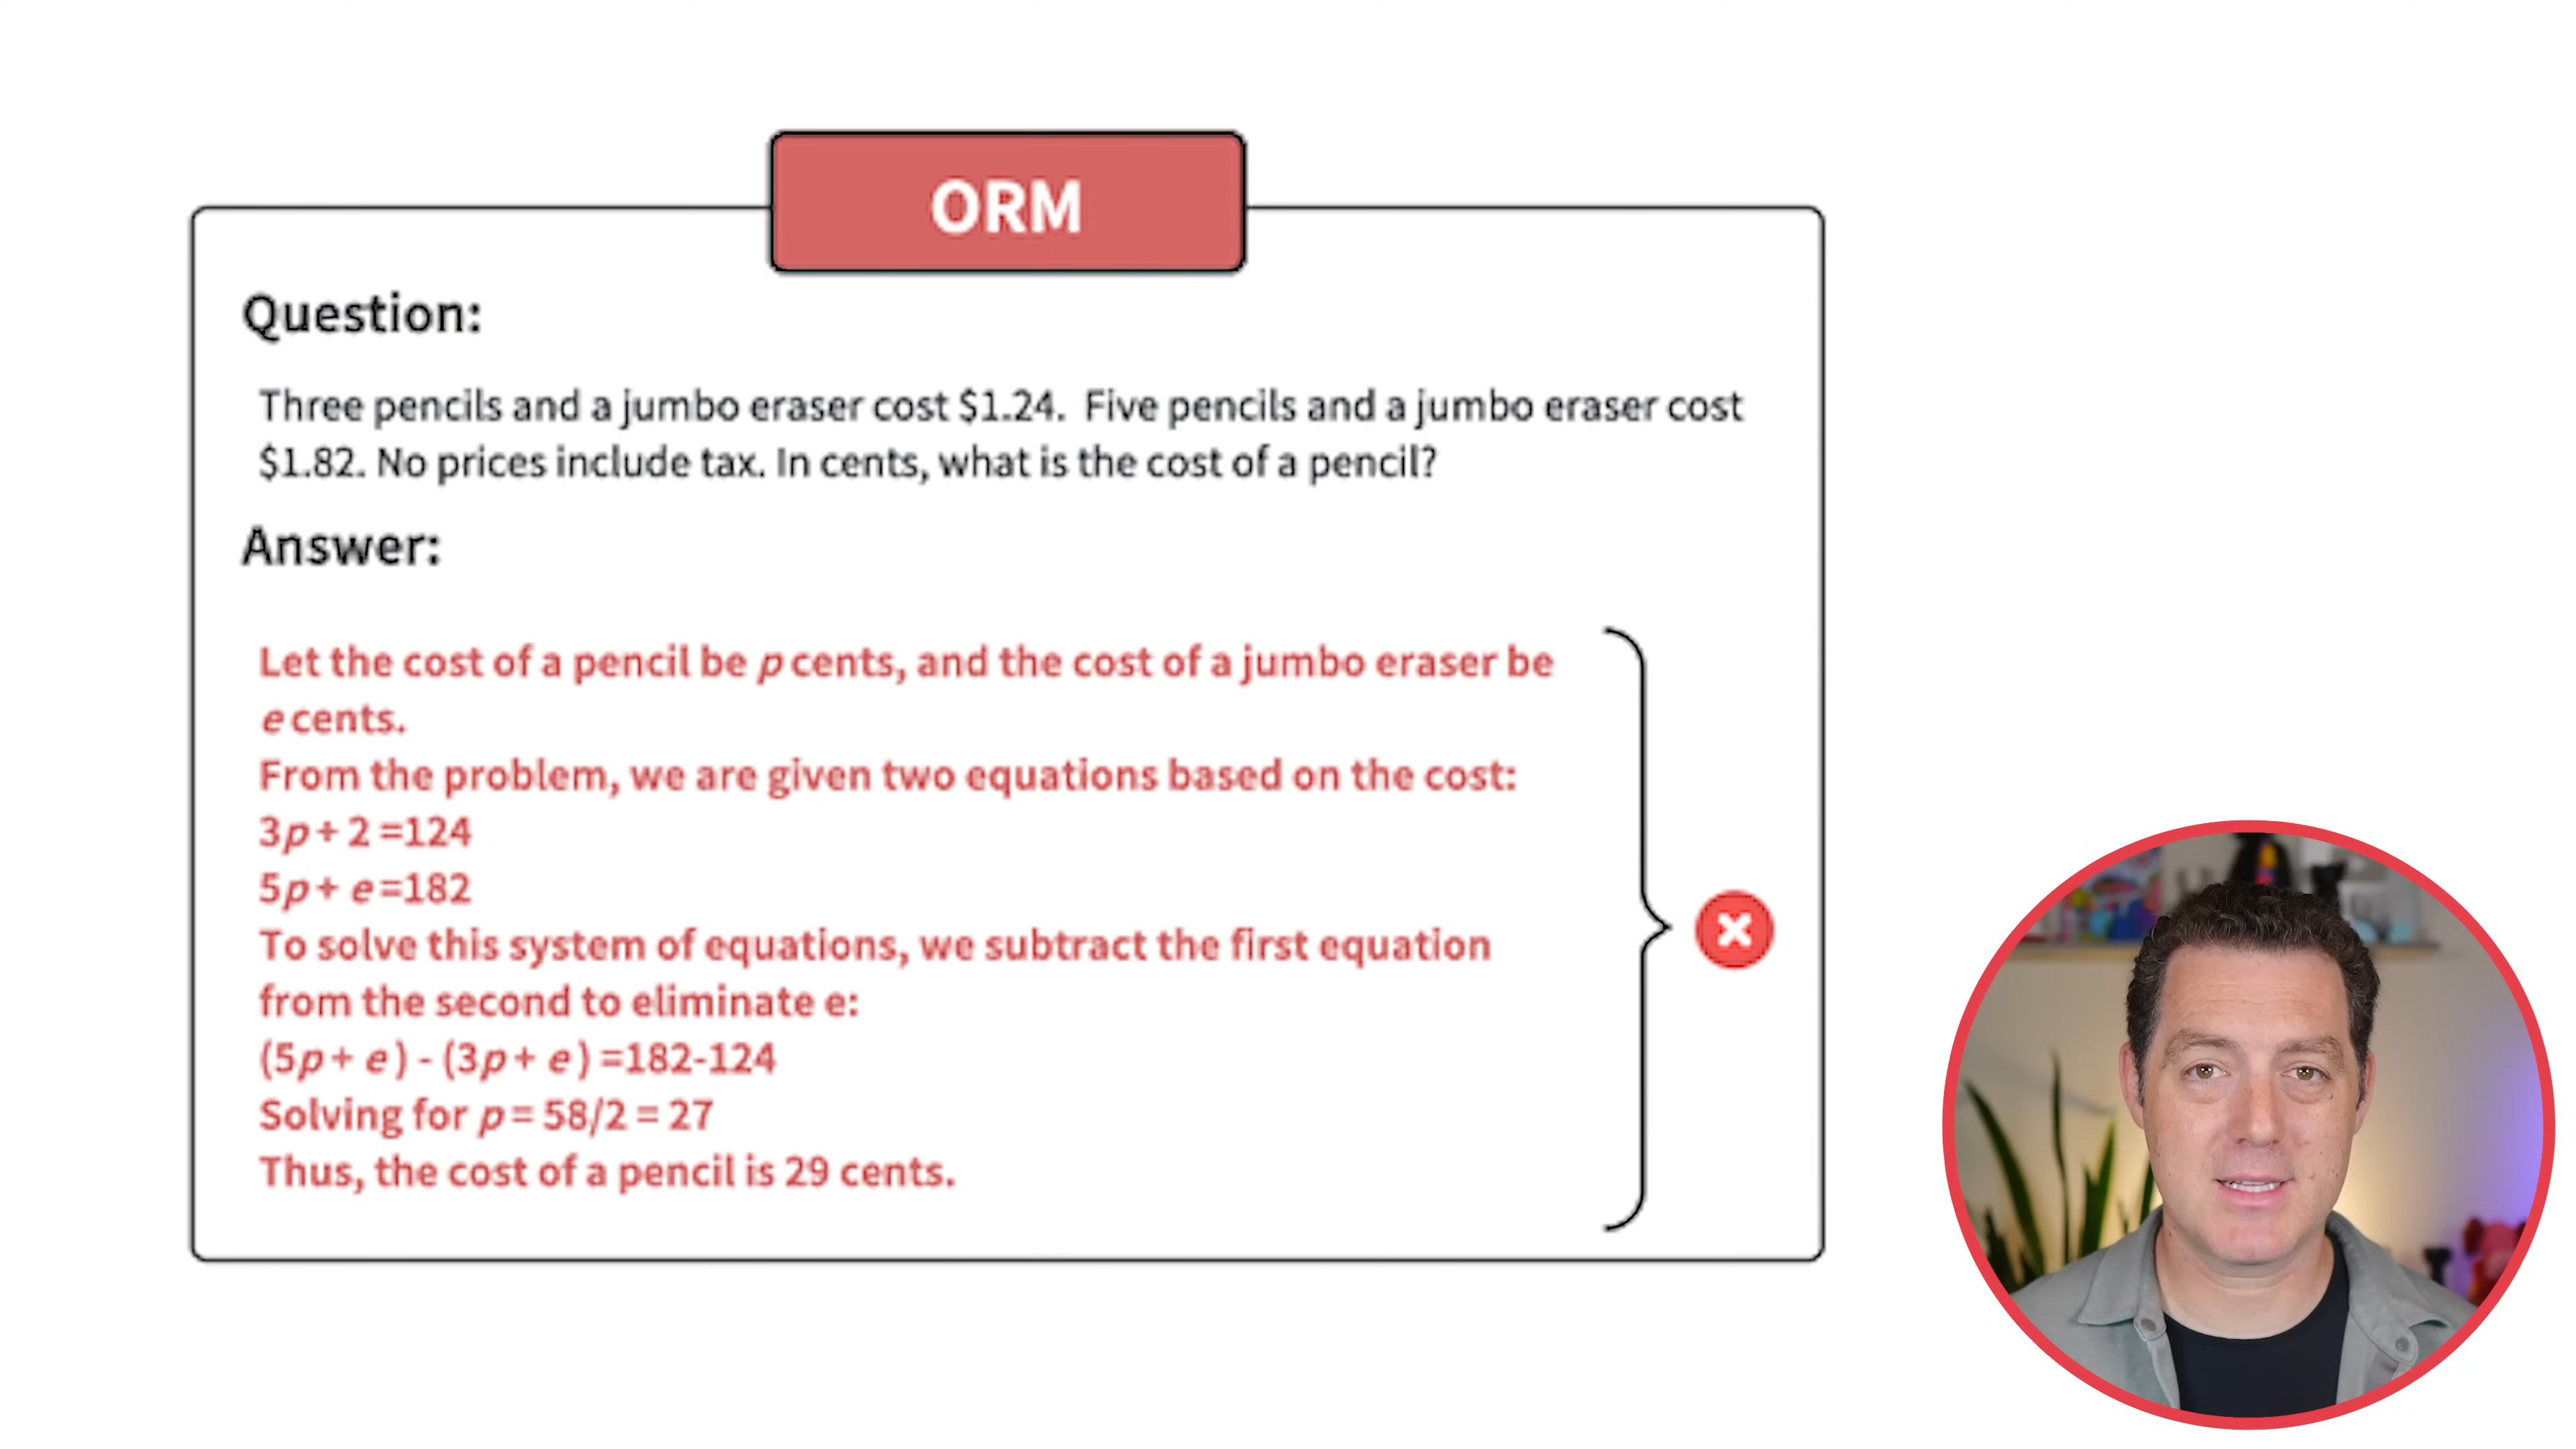 ORM
Question:
Three pencils and a jumbo eraser cost $1.24. Five pencils and a jumbo eraser cost
$1.82. No prices include tax. In cents, what is the cost of a pencil?
Answer:
Let the cost of a pencil be p cents, and the cost of a jumbo eraser be
e cents.
From the problem, we are given two equations based on the cost:
3p + 2 =124
5p + e =182
To solve this system of equations, we subtract the first equation
from the second to eliminate e:
(5p + e ) - (3p + e ) =182-124
Solving for p = 58/2 = 27
Thus, the cost of a pencil is 29 cents.